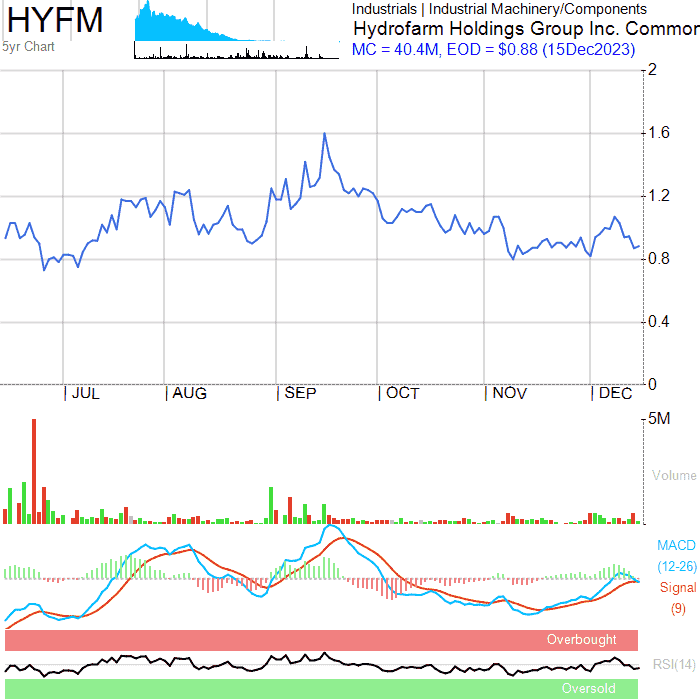 HYFM
5yr Chart
Industrials | Industrial Machinery/Components
Hydrofarm Holdings Group Inc. Common
MC = 40.4M, EOD = $0.88 (15Dec2023)
2
1.6
1.2
0.8
0.4
0
JUL
AUG
SEP
OCT
NOV
DEC
5M
Volume
MACD
(12-26)
Signal
(9)
Overbought
RSI(14)
Oversold